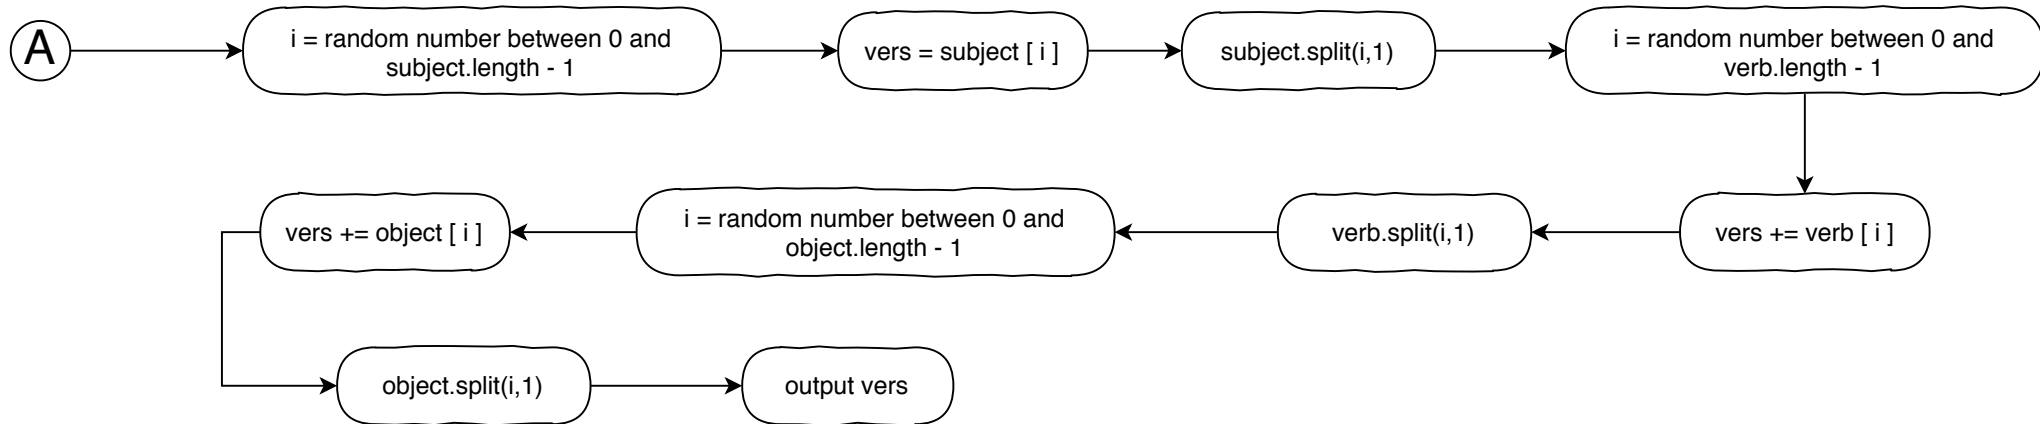 A
i = random number between 0 and
subject.length - 1
vers = subject [ i ]
subject.split(i,1)
i = random number between 0 and
verb.length - 1
vers += verb [ i ]
verb.split(i,1)
i = random number between 0 and
object.length - 1
vers += object [ i ]
object.split(i,1)
output vers